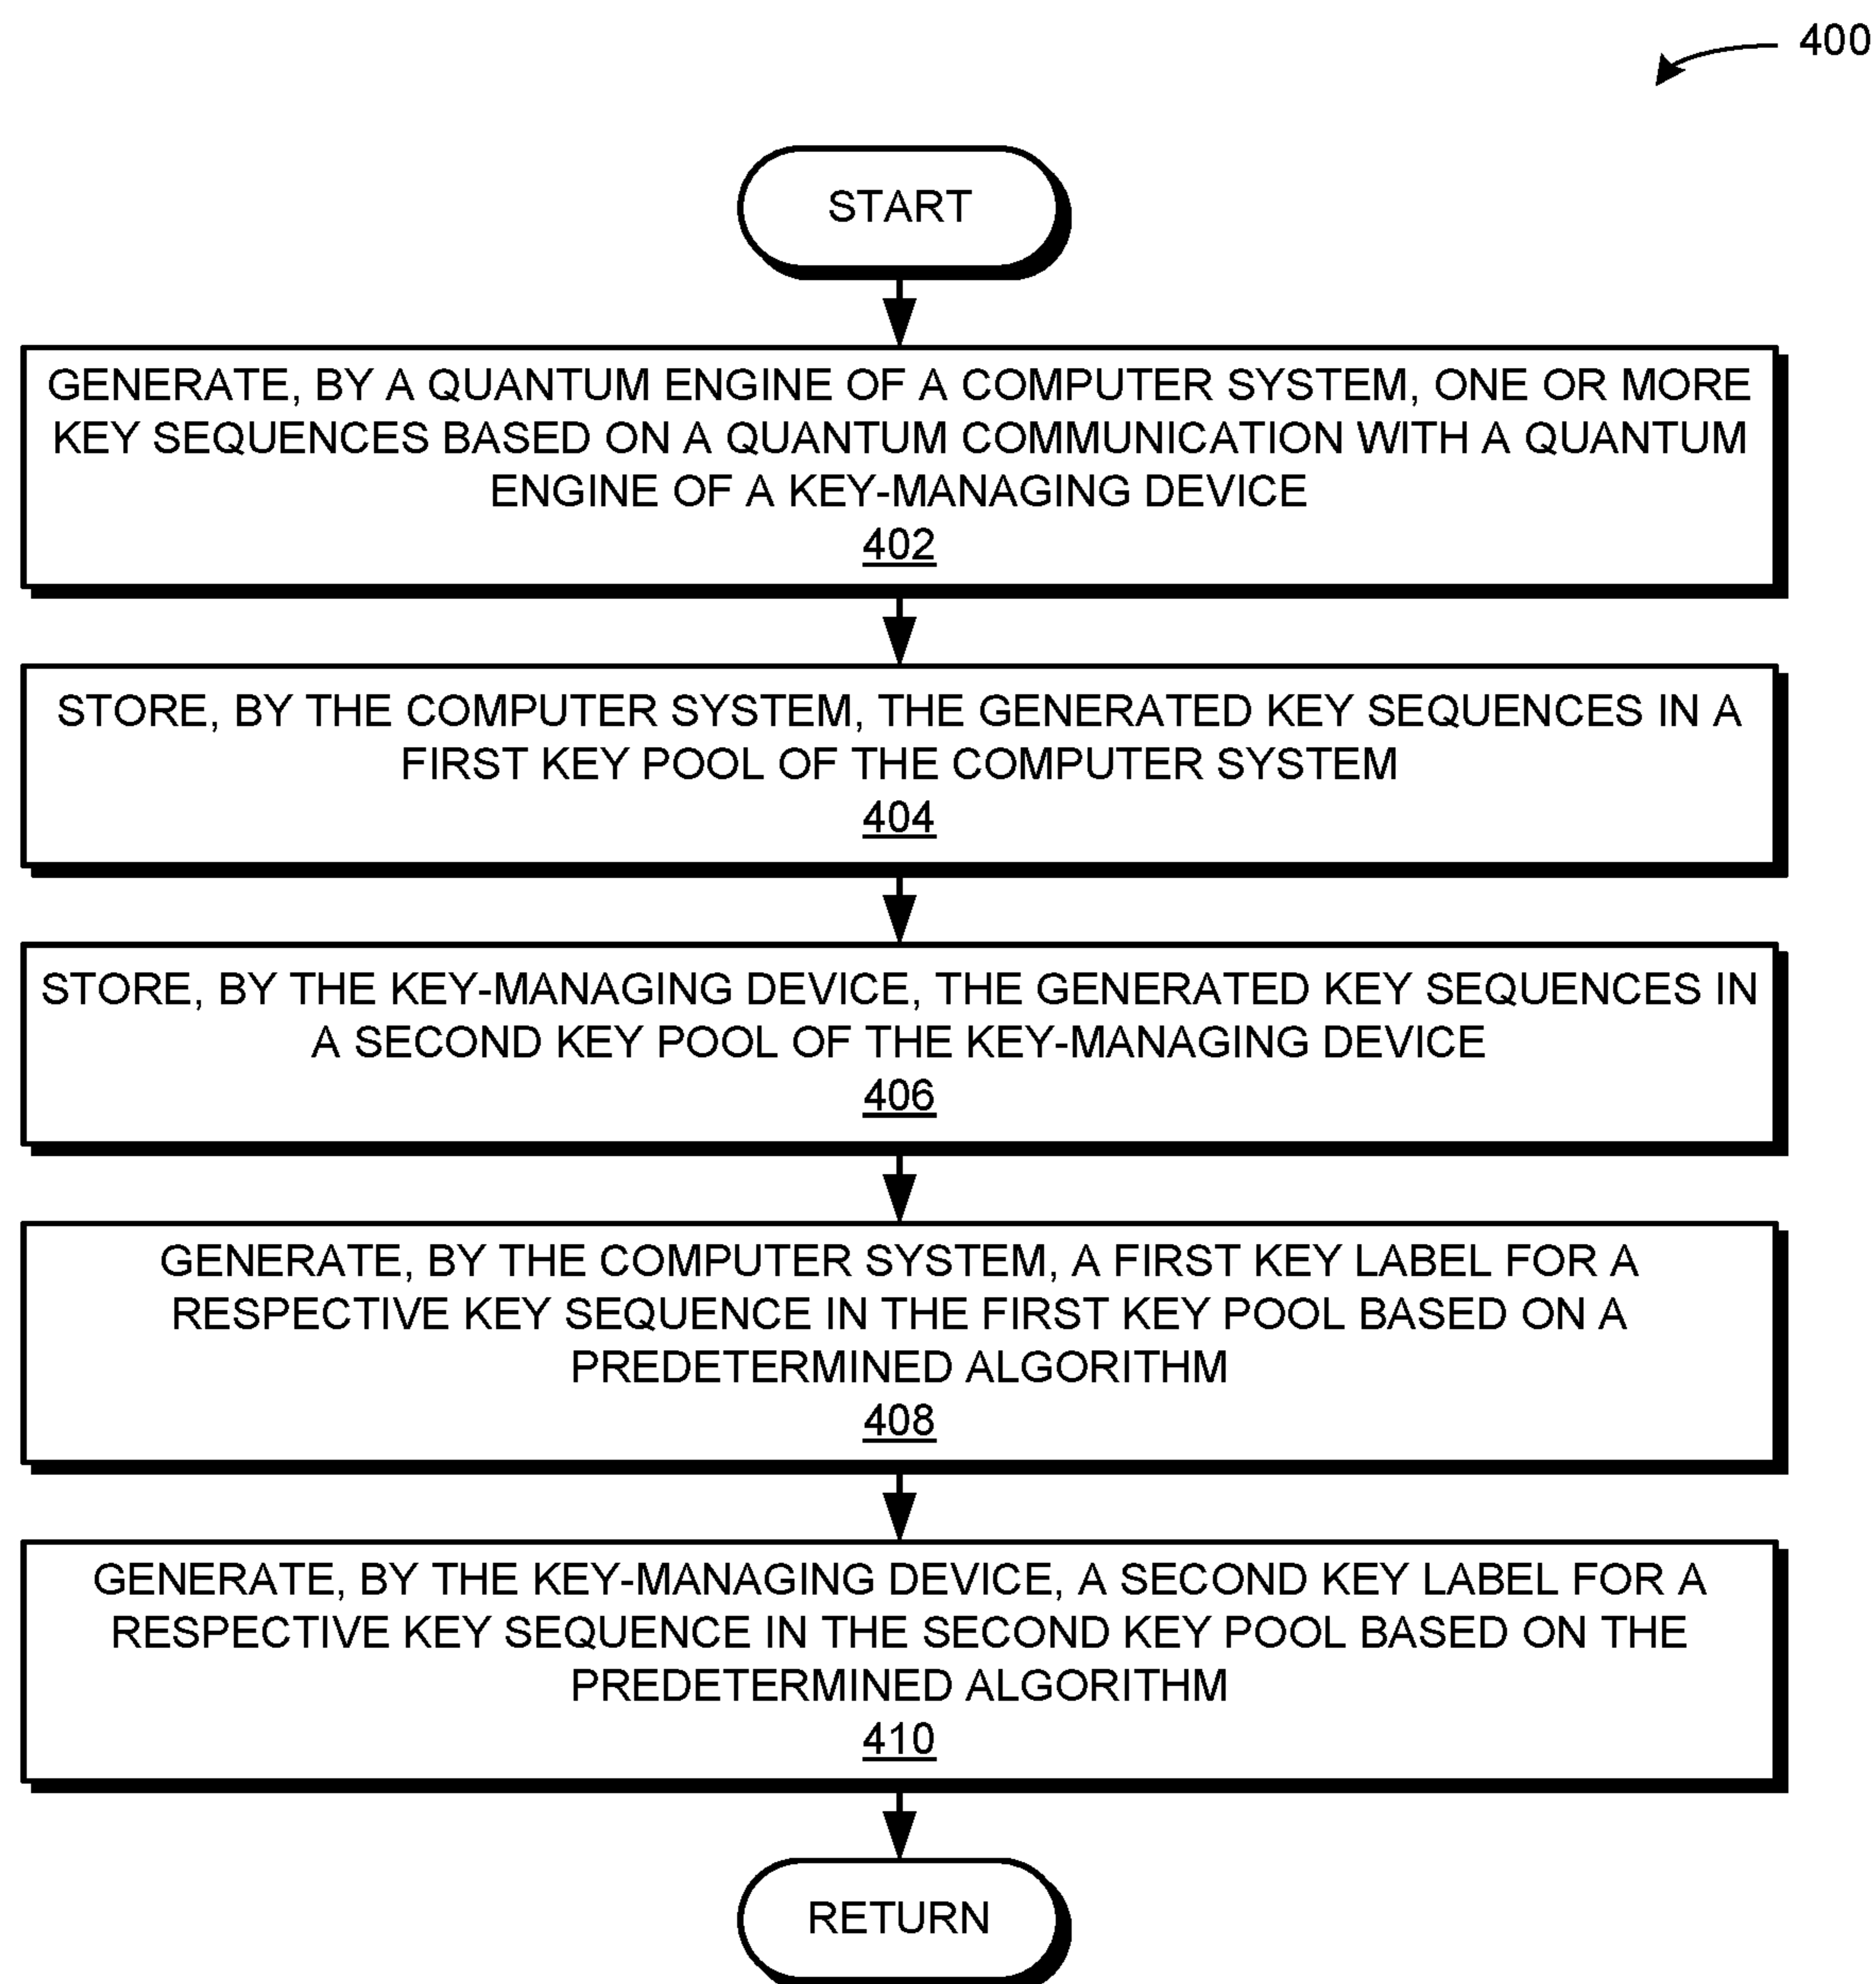 400
START
GENERATE, BY A QUANTUM ENGINE OF A COMPUTER SYSTEM, ONE OR MORE
KEY SEQUENCES BASED ON A QUANTUM COMMUNICATION WITH A QUANTUM
ENGINE OF A KEY-MANAGING DEVICE
402
STORE, BY THE COMPUTER SYSTEM, THE GENERATED KEY SEQUENCES IN A
FIRST KEY POOL OF THE COMPUTER SYSTEM
404
STORE, BY THE KEY-MANAGING DEVICE, THE GENERATED KEY SEQUENCES IN
A SECOND KEY POOL OF THE KEY-MANAGING DEVICE
406
GENERATE, BY THE COMPUTER SYSTEM, A FIRST KEY LABEL FOR A
RESPECTIVE KEY SEQUENCE IN THE FIRST KEY POOL BASED ON A
PREDETERMINED ALGORITHM
408
GENERATE, BY THE KEY-MANAGING DEVICE, A SECOND KEY LABEL FOR A
RESPECTIVE KEY SEQUENCE IN THE SECOND KEY POOL BASED ON THE
PREDETERMINED ALGORITHM
410
RETURN